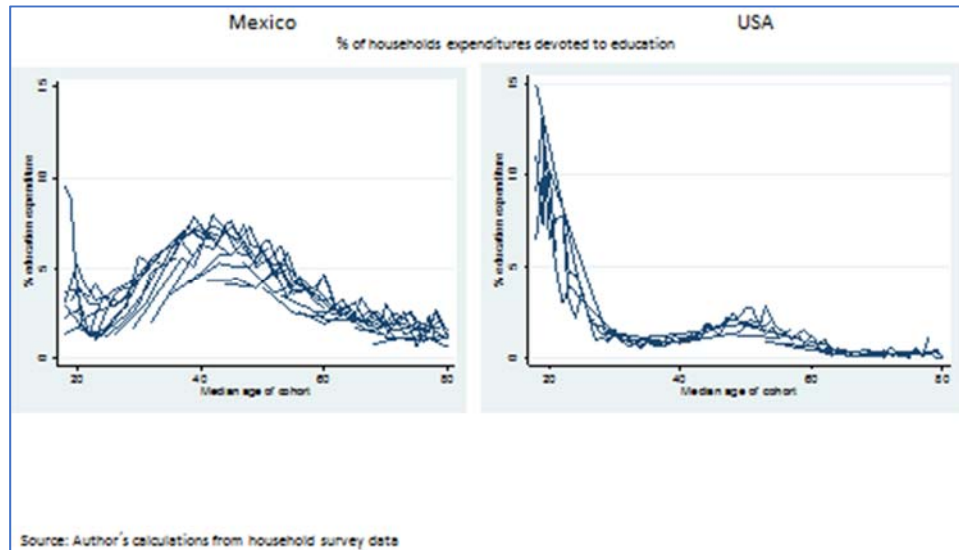 Mexico
USA
% of households expenditures devoted to education
15
10
5
0
% education expenditure
20
40
60
80
Median age of cohort
15
10
5
0
% education expenditure
20
40
60
80
Median age of cohort
Source: Author´s calculations from household survey data